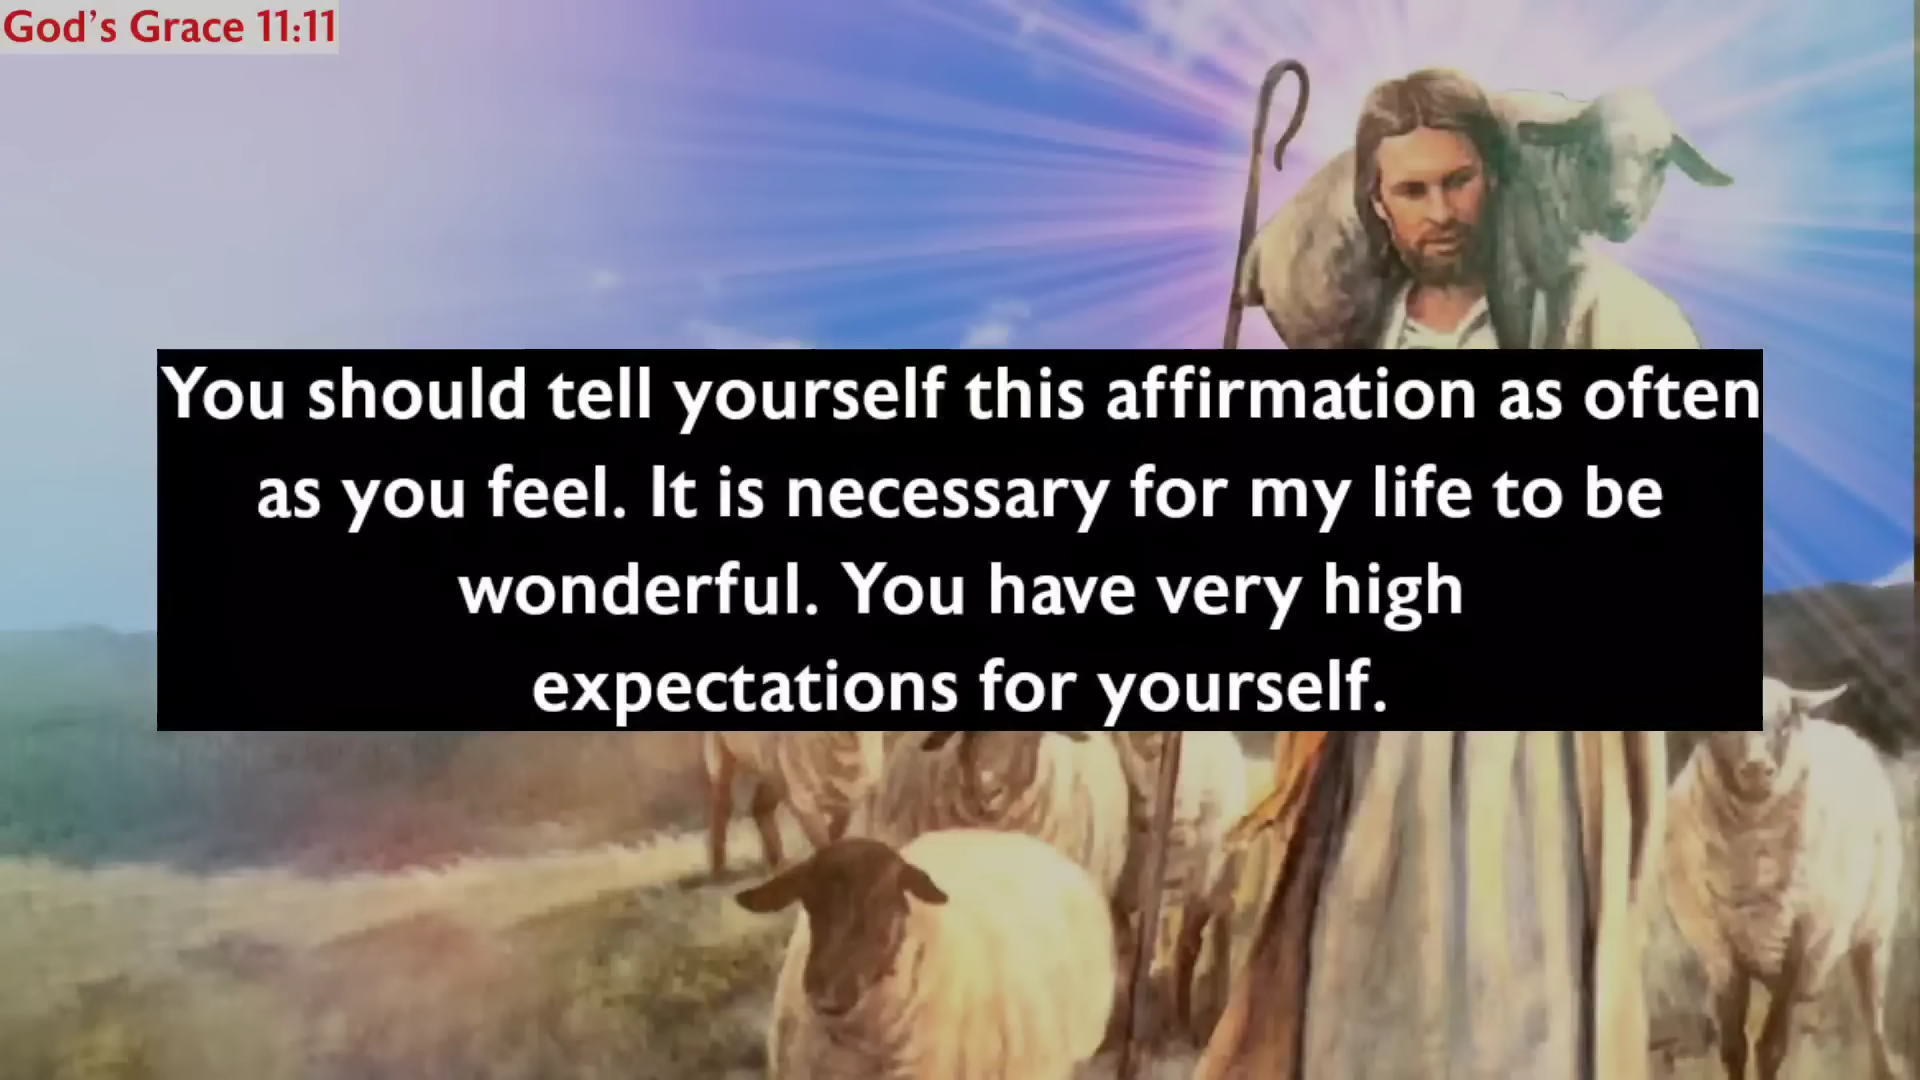 God's Grace 11:11
You should tell yourself this affirmation as often
as you feel. It is necessary for my life to be
wonderful. You have very high
expectations for yourself.